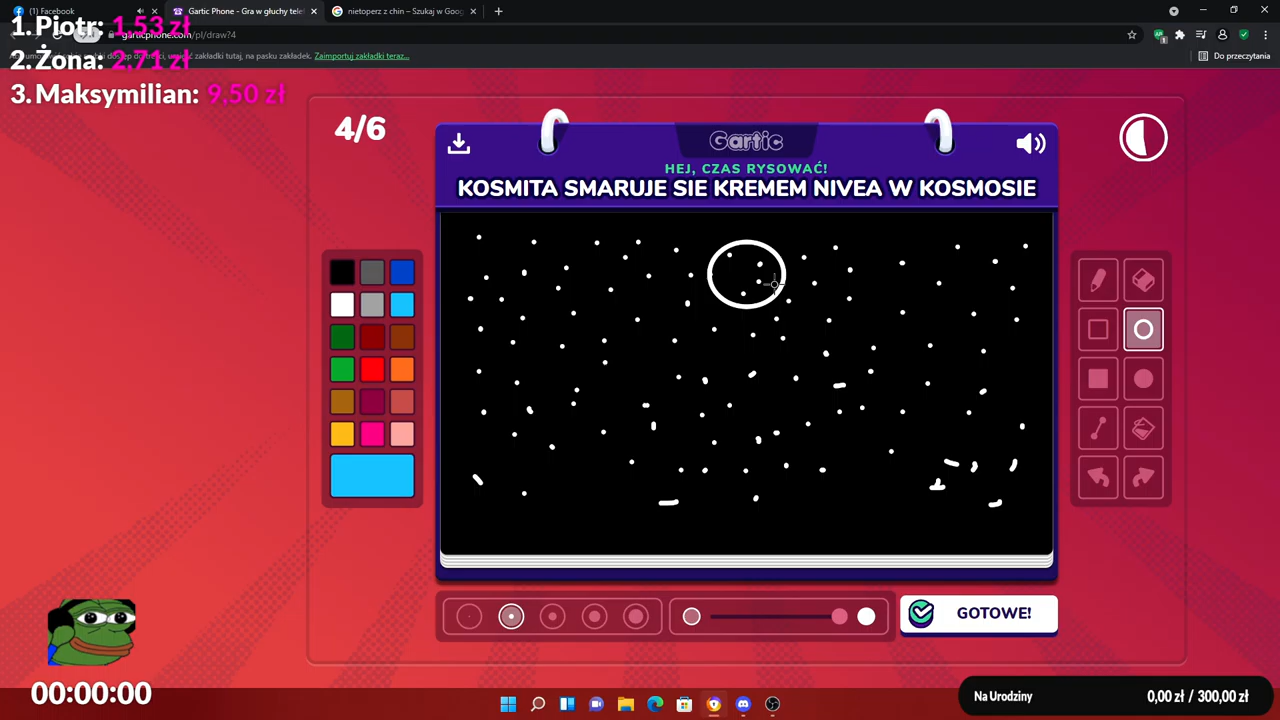 (1) Facebook
Gartic Phone - Gra w głuchy tele
nietoperz z chin – Szukaj w Goog
1. Piotr: 1,53 zł
garticphone.com/pl/draw?4
2. Żona: 2,71 zł
Zaimportuj zakładki teraz...
Do przeczytania
3. Maksymilian: 9,50 zł
4/6
Gartic
HEJ, CZAS RYSOWAĆ!
KOSMITA SMARUJE SIE KREMEM NIVEA W KOSMOSIE
GOTOWE!
00:00:00
Na Urodziny
0,00 zł / 300,00 zł